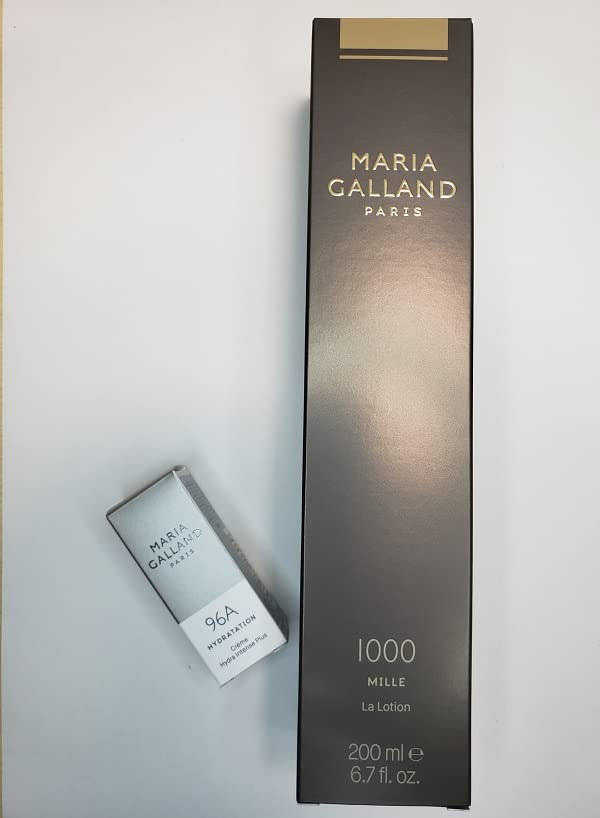 MARIA
GALLAND
PARIS
1000
MILLE
La Lotion
200 ml e
6.7 fl. oz.
MARIA
GALLAND
PARIS
96A
HYDRATATION
Crème
Hydra Intense Plus